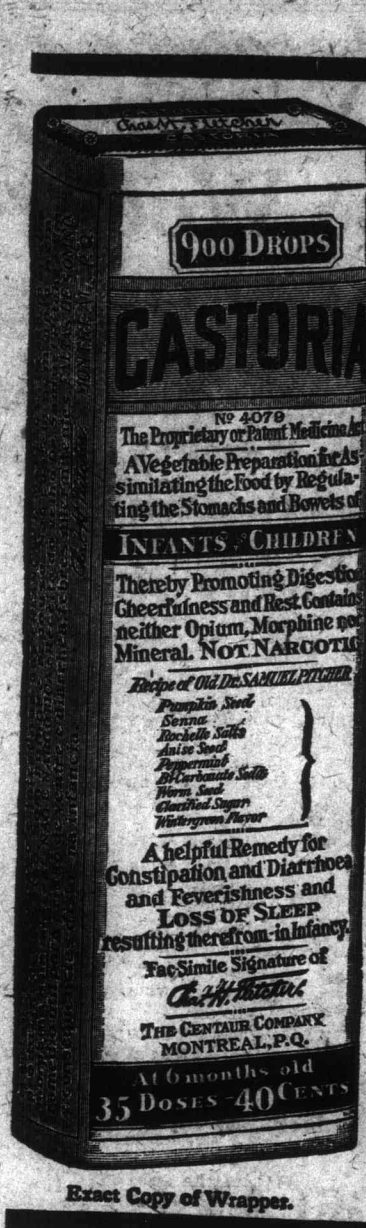 Chas H. Fletcher
900 DROPS
CASTORIA
Nº 4079
The Proprietary or Patent Medicine Act
A Vegetable Preparation for As-
similating the Food by Regula-
ting the Stomachs and Bowels of
INFANTS CHILDREN
Thereby Promoting Digestion
Cheerfulness and Rest. Contains
neither Opium, Morphine nor
Mineral. NOT NARCOTIC
Recipe of Old Dr. SAMUEL PITCHER
Pumpkin Seed
Senna
Rochelle Salts
Anise Seed
Peppermint
Bi Carbonate Soda
Worm Seed
Clarified Sugar
Wintergreen Flavor
A helpful Remedy for
Constipation and Diarrhoea
and Feverishness and
LOSS OF SLEEP
resulting therefrom in Infancy.
Fac Simile Signature of
Chas H. Fletcher
THE CENTAUR COMPANY
MONTREAL, P.Q.
At 6 months old
35 DOSES - 40 CENTS
Exact Copy of Wrapper.